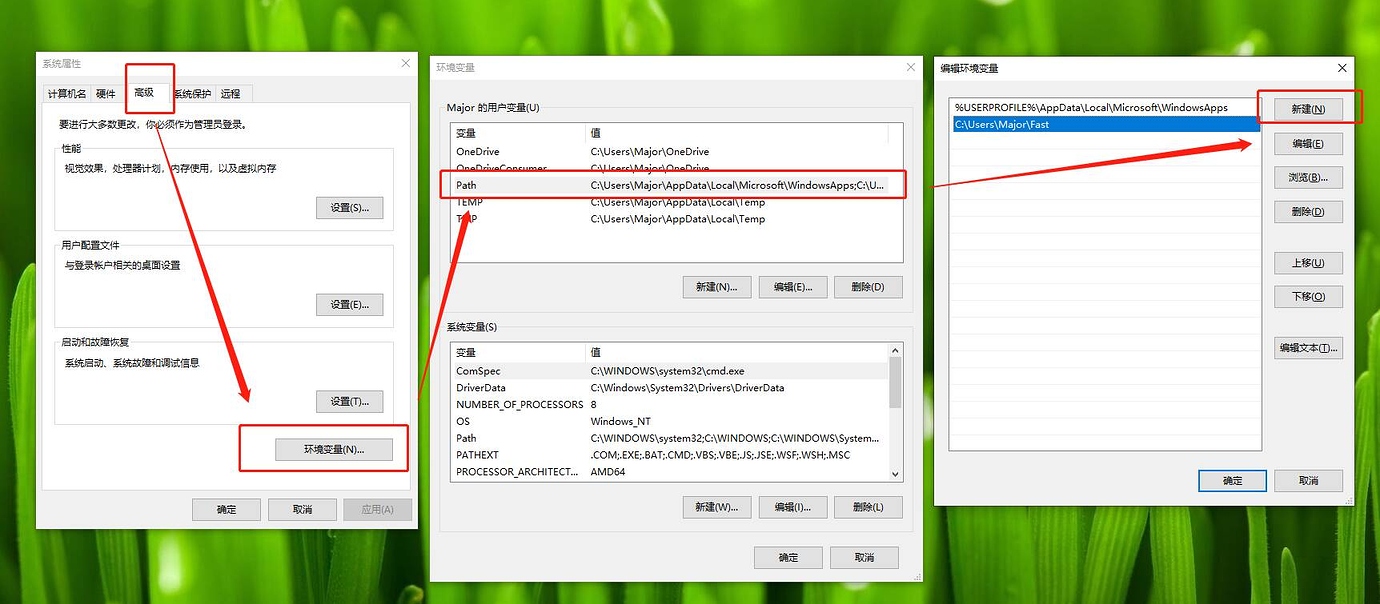 系统属性
计算机名 硬件 高级 系统保护 远程
要进行大多数更改，你必须作为管理员登录。
性能
视觉效果，处理器计划，内存使用，以及虚拟内存
设置(S)...
用户配置文件
与登录帐户相关的桌面设置
设置(E)...
启动和故障恢复
系统启动、系统故障和调试信息
设置(T)...
环境变量(N)...
确定 取消 应用(A)
环境变量
Major 的用户变量(U)
变量 值
OneDrive C:\Users\Major\OneDrive
OneDriveConsumer C:\Users\Major\OneDrive
Path C:\Users\Major\AppData\Local\Microsoft\WindowsApps;C:\U...
TEMP C:\Users\Major\AppData\Local\Temp
TMP C:\Users\Major\AppData\Local\Temp
新建(N)... 编辑(E)... 删除(D)
系统变量(S)
变量 值
ComSpec C:\WINDOWS\system32\cmd.exe
DriverData C:\Windows\System32\Drivers\DriverData
NUMBER_OF_PROCESSORS 8
OS Windows_NT
Path C:\WINDOWS\system32;C:\WINDOWS;C:\WINDOWS\System...
PATHEXT .COM;.EXE;.BAT;.CMD;.VBS;.VBE;.JS;.JSE;.WSF;.WSH;.MSC
PROCESSOR_ARCHITECT... AMD64
新建(W)... 编辑(I)... 删除(L)
确定 取消
编辑环境变量
%USERPROFILE%\AppData\Local\Microsoft\WindowsApps
C:\Users\Major\Fast
新建(N)
编辑(E)
浏览(B)...
删除(D)
上移(U)
下移(O)
编辑文本(T)...
确定 取消